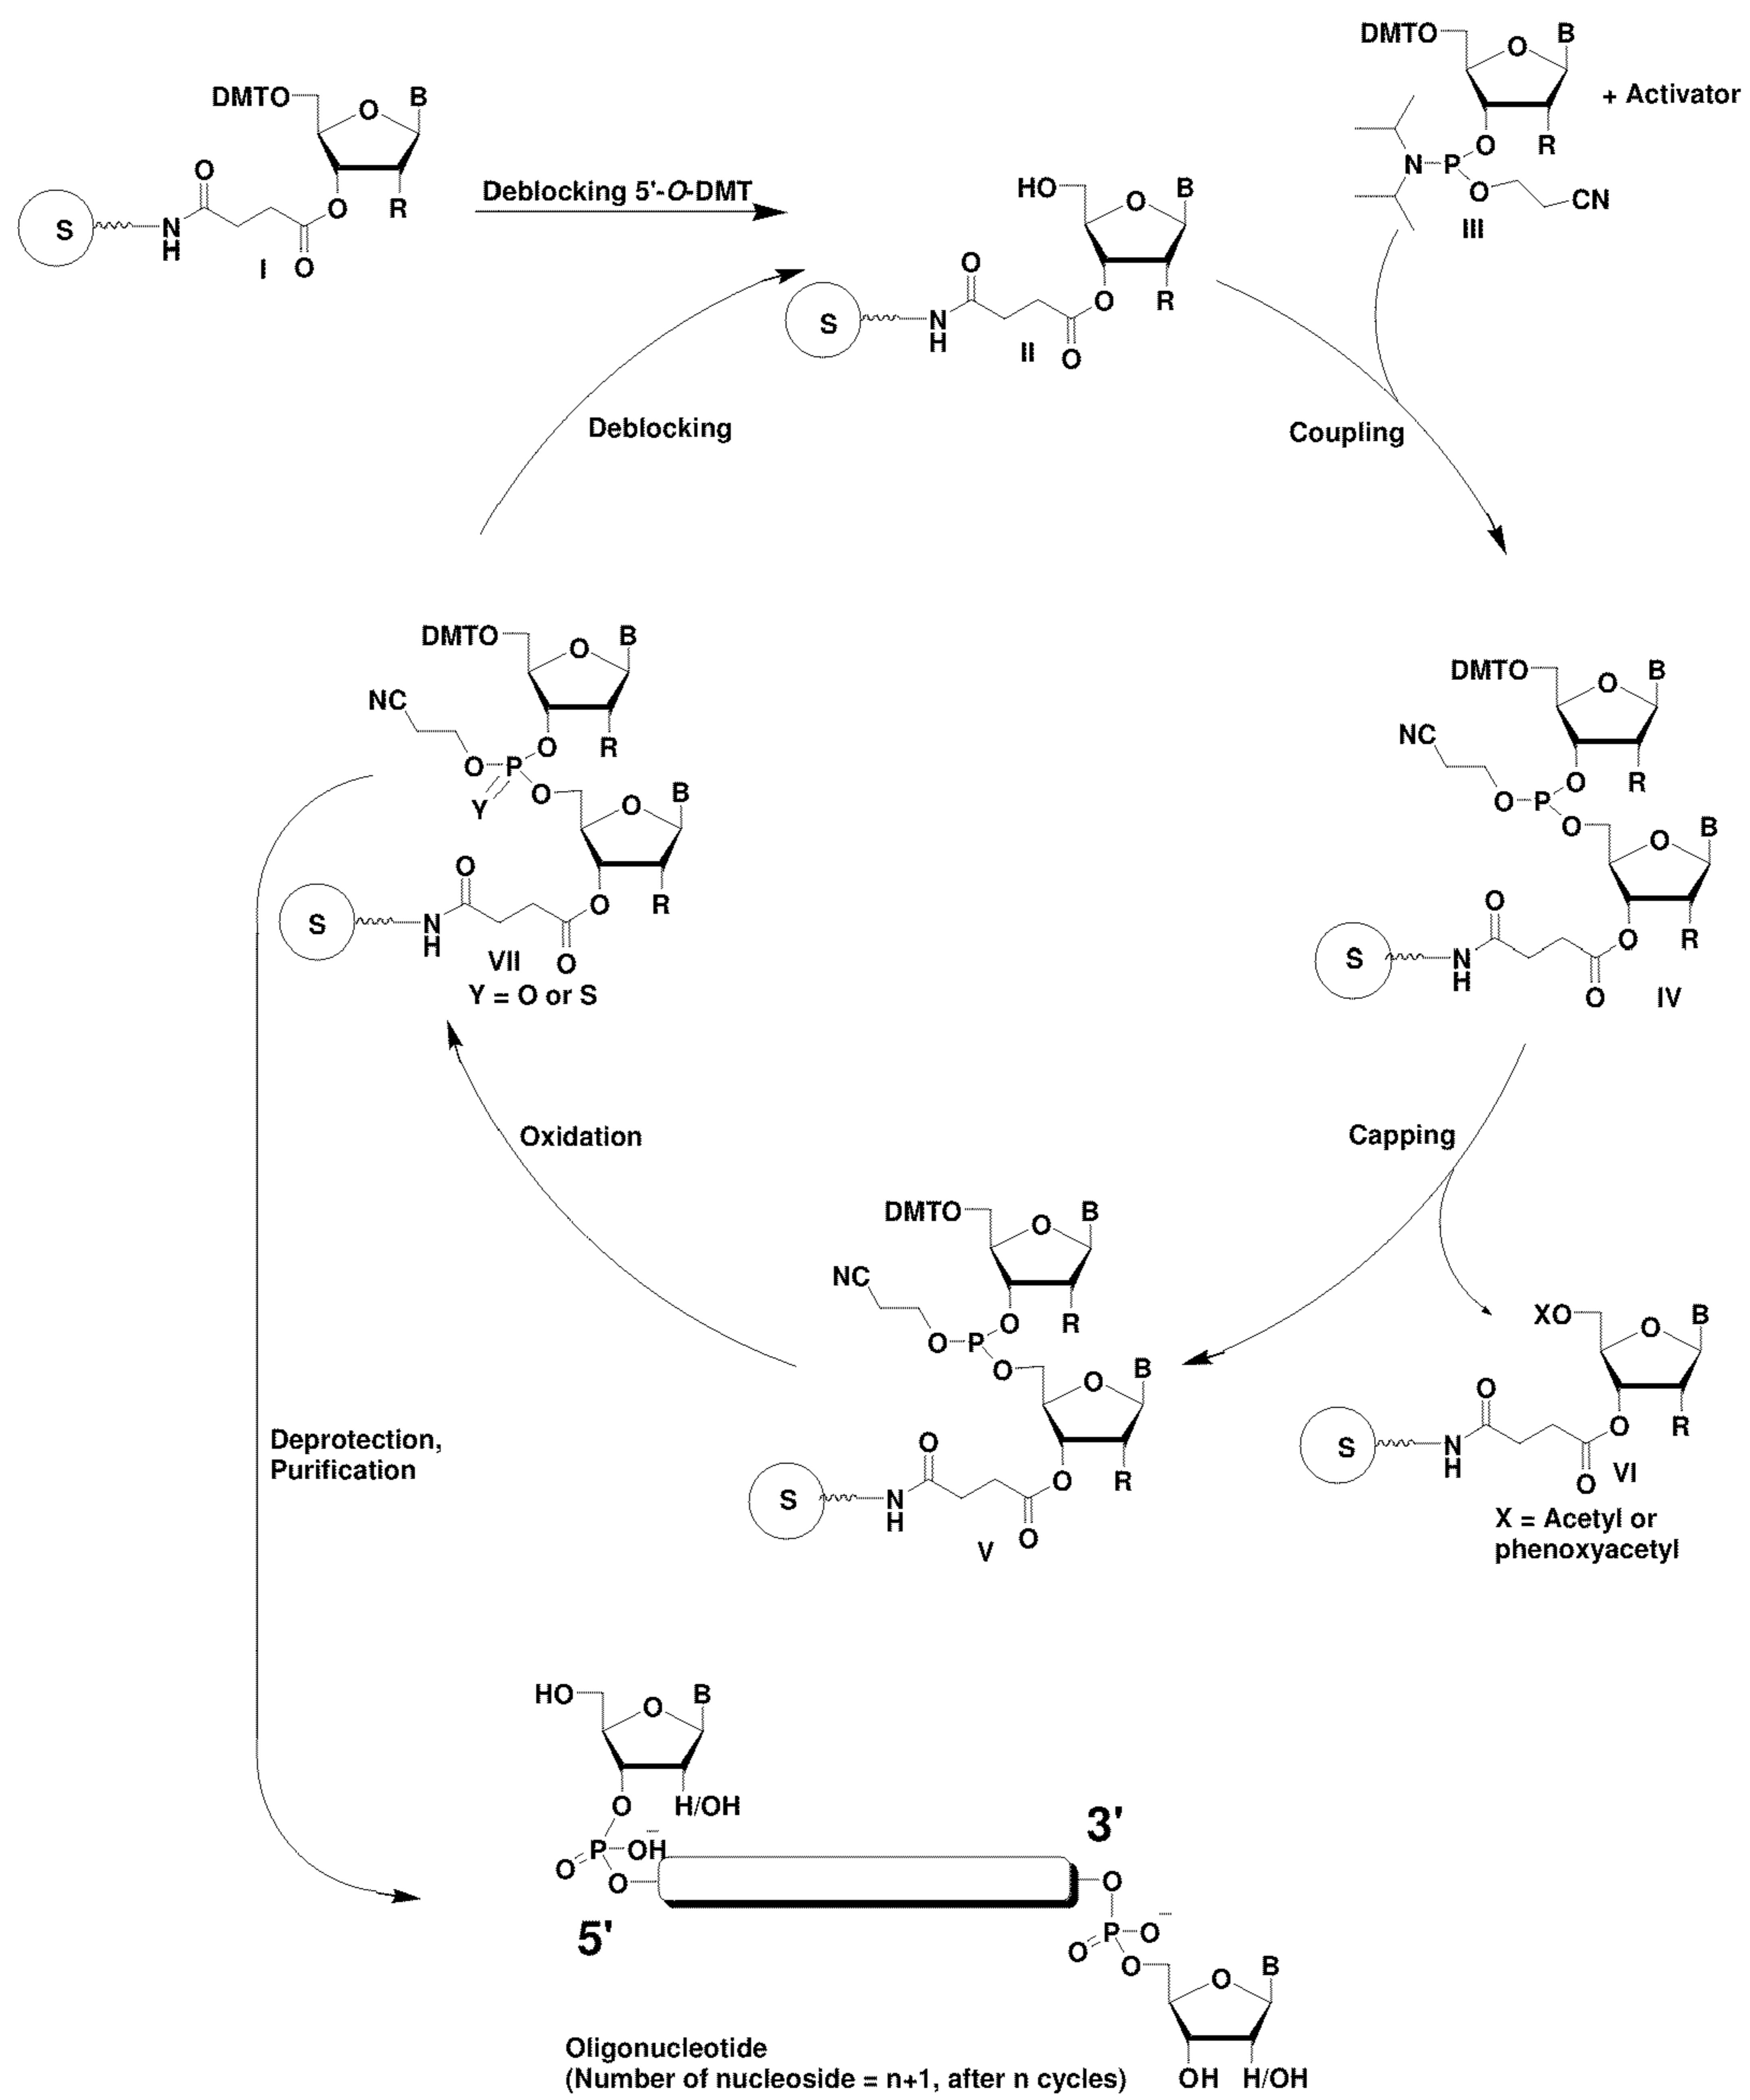 DMTO
O
B
+ Activator
DMTO
O
B
O
R
N
P
O
CN
III
O
O
R
S
N
H
I
O
Deblocking 5'-O-DMT
HO
O
B
O
O
R
S
N
H
II
O
Deblocking
Coupling
DMTO
O
B
NC
O
R
O
P
O
Y
O
B
O
O
R
S
N
H
VII
O
Y = O or S
DMTO
O
B
NC
O
R
O
P
O
O
B
O
O
R
S
N
H
O
IV
Oxidation
Capping
DMTO
O
B
NC
O
R
O
P
O
O
B
O
O
R
S
N
H
V
O
XO
O
B
O
O
R
S
N
H
O
VI
X = Acetyl or
phenoxyacetyl
Deprotection,
Purification
HO
O
B
O
H/OH
P
OH
–
O
O
5'
3'
O
P
O
–
O
O
O
B
OH
H/OH
Oligonucleotide
(Number of nucleoside = n+1, after n cycles)